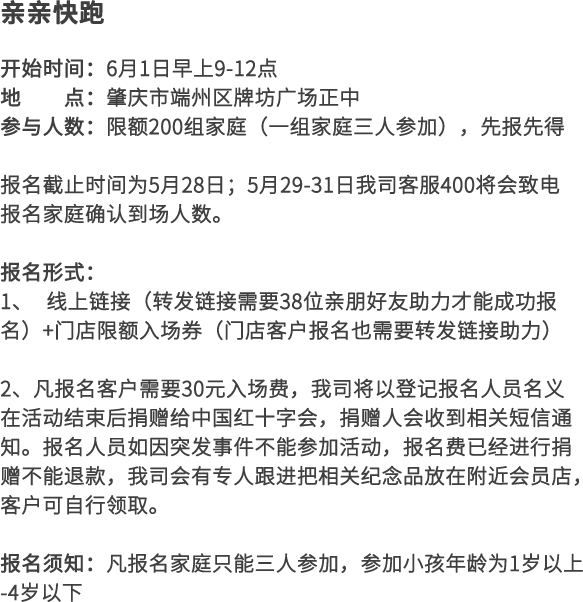 亲亲快跑
开始时间：6月1日早上9-12点
地　　点：肇庆市端州区牌坊广场正中
参与人数：限额200组家庭（一组家庭三人参加），先报先得
报名截止时间为5月28日；5月29-31日我司客服400将会致电
报名家庭确认到场人数。
报名形式：
1、　线上链接（转发链接需要38位亲朋好友助力才能成功报
名）+门店限额入场券（门店客户报名也需要转发链接助力）
2、凡报名客户需要30元入场费，我司将以登记报名人员名义
在活动结束后捐赠给中国红十字会，捐赠人会收到相关短信通
知。报名人员如因突发事件不能参加活动，报名费已经进行捐
赠不能退款，我司会有专人跟进把相关纪念品放在附近会员店，
客户可自行领取。
报名须知：凡报名家庭只能三人参加，参加小孩年龄为1岁以上
-4岁以下